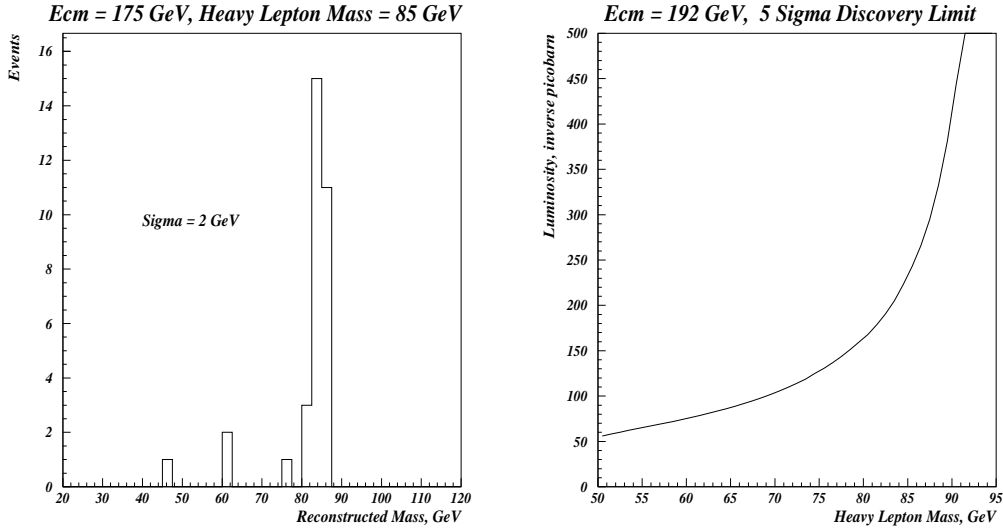 Ecm = 175 GeV, Heavy Lepton Mass = 85 GeV
Events
16
14
12
10
8
6
4
2
0
Sigma = 2 GeV
20 30 40 50 60 70 80 90 100 110 120
Reconstructed Mass, GeV
Ecm = 192 GeV, 5 Sigma Discovery Limit
Luminosity, inverse picobarn
500
450
400
350
300
250
200
150
100
50
0
50 55 60 65 70 75 80 85 90 95
Heavy Lepton Mass, GeV